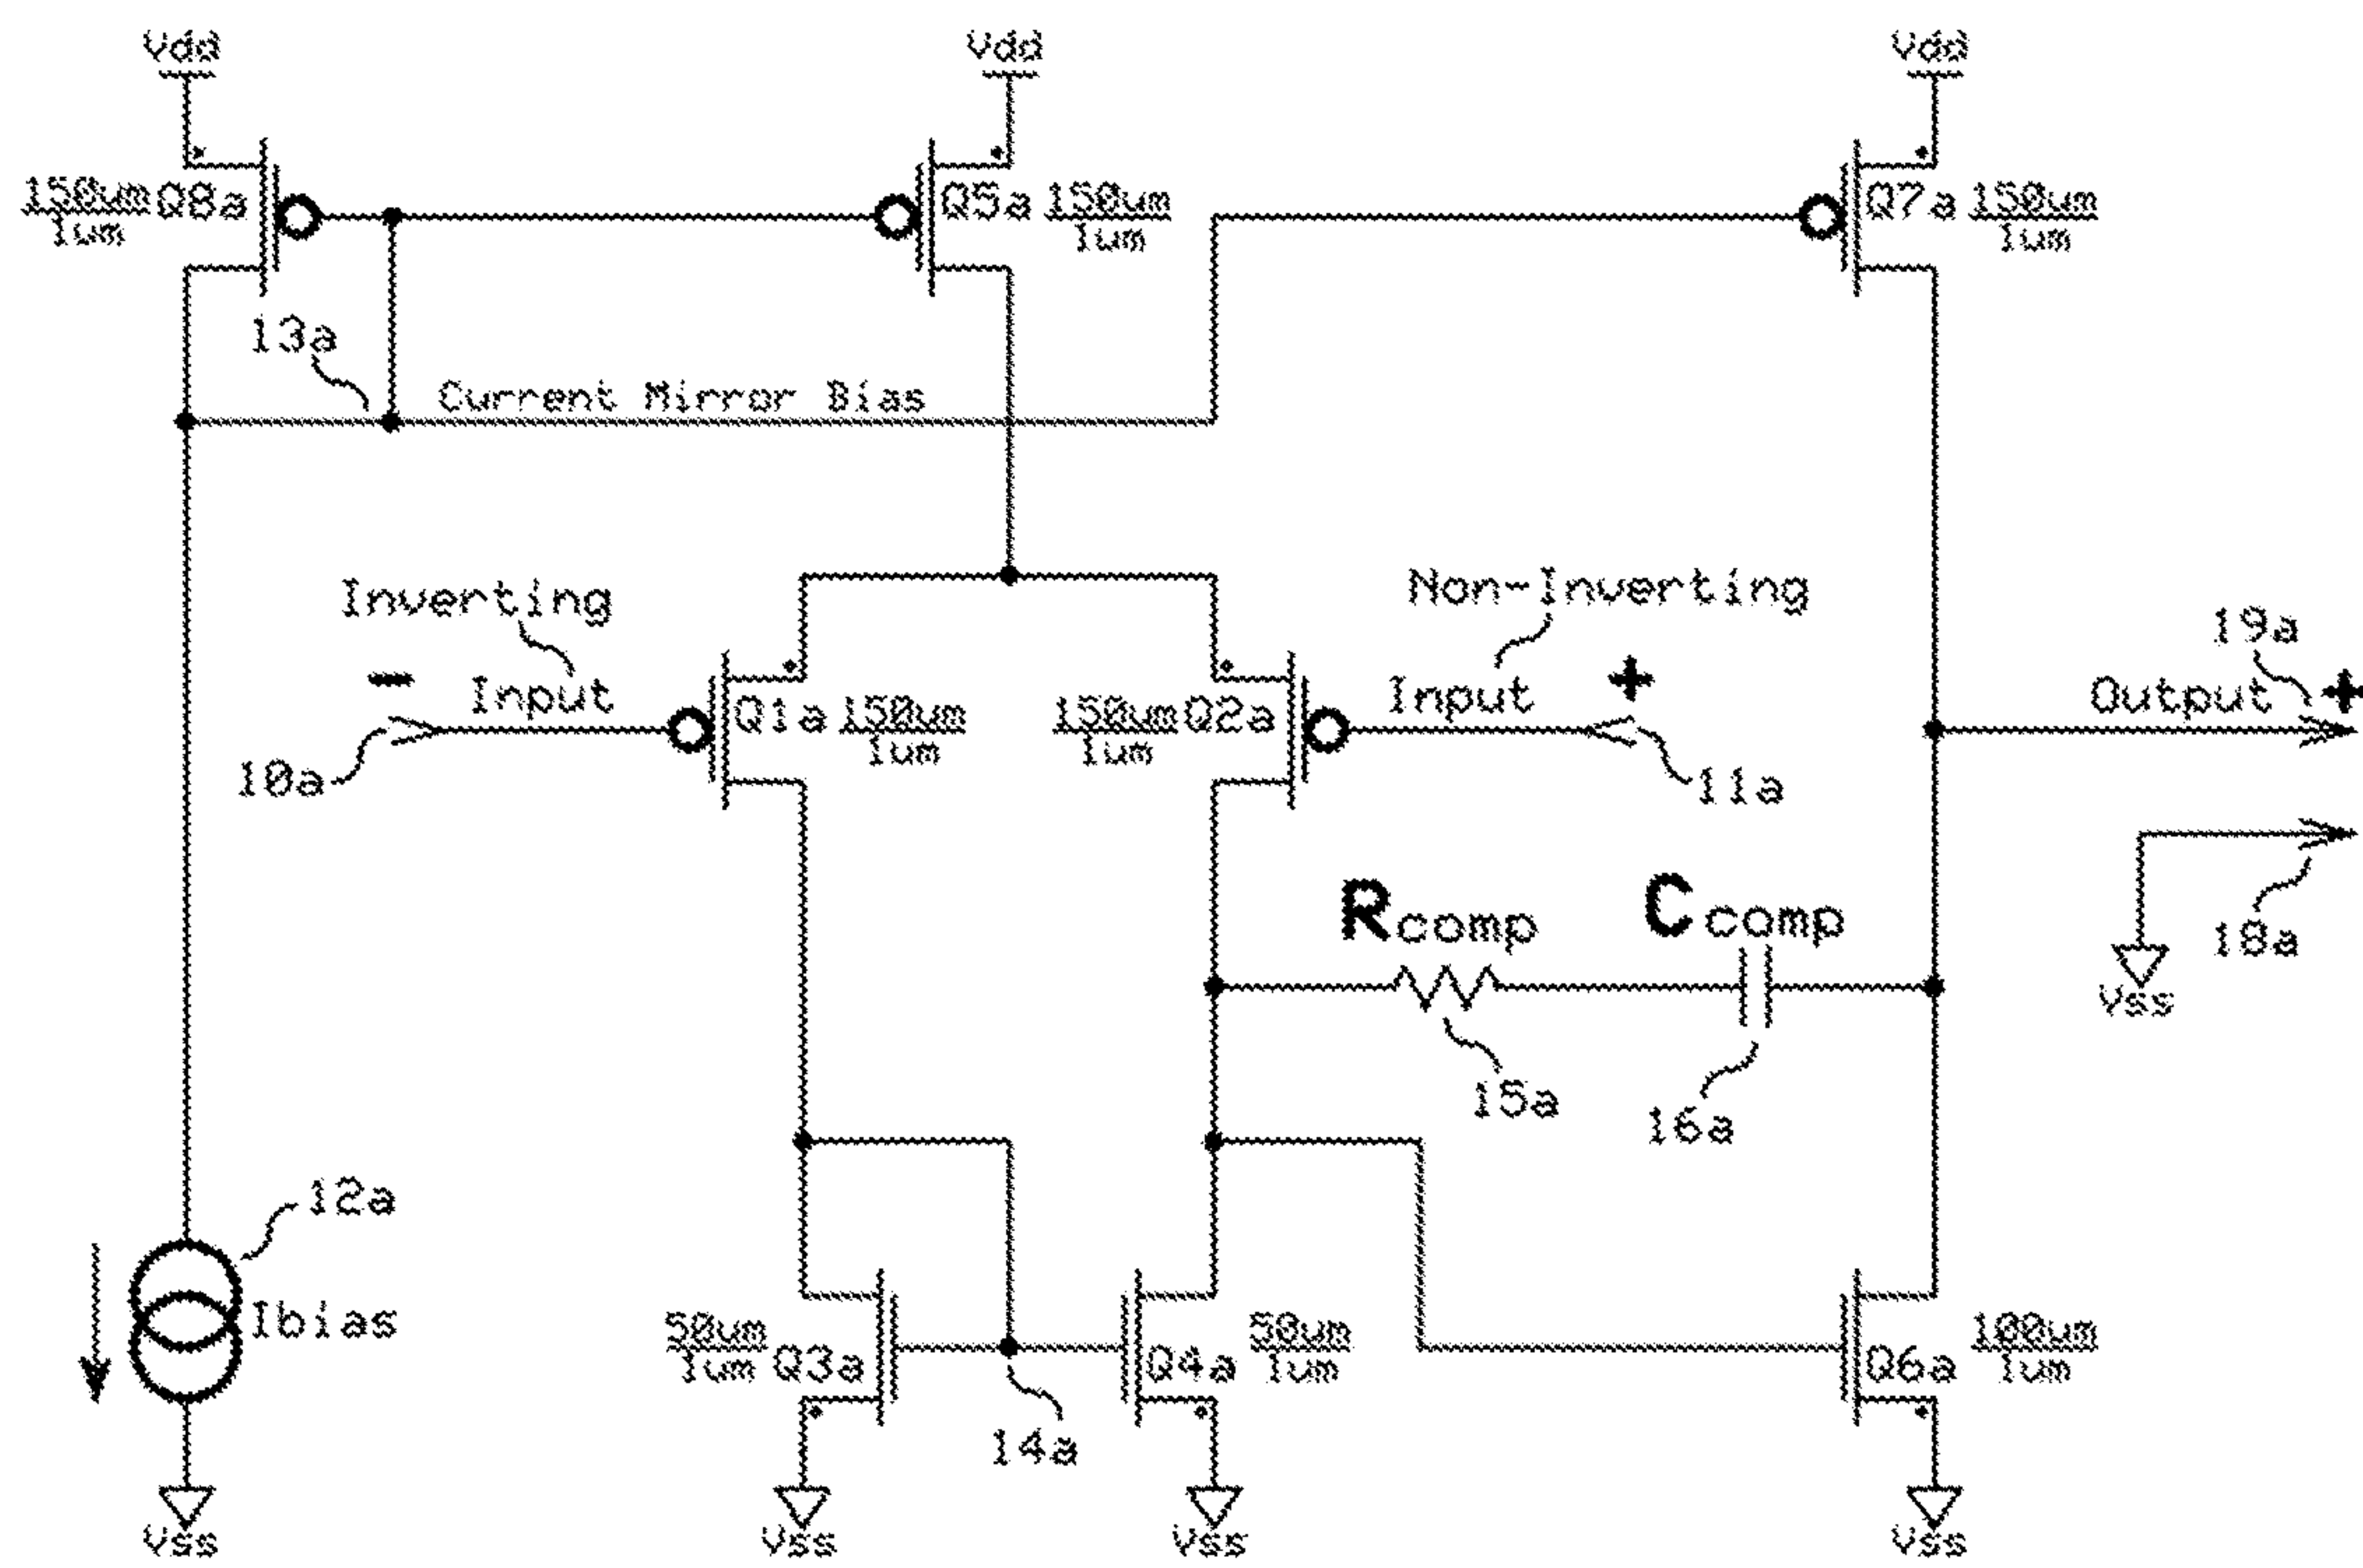 Vdd
Vdd
Vdd
150um
1um
Q8a
Q5a
150um
1um
Q7a
150um
1um
13a
Current Mirror Bias
Inverting
- Input
10a
Q1a
150um
1um
150um
1um
Q2a
Non-Inverting
Input +
11a
19a
Output +
18a
Vss
Rcomp
Ccomp
15a
16a
12a
Ibias
50um
1um
Q3a
14a
Q4a
50um
1um
Q6a
100um
1um
Vss
Vss
Vss
Vss